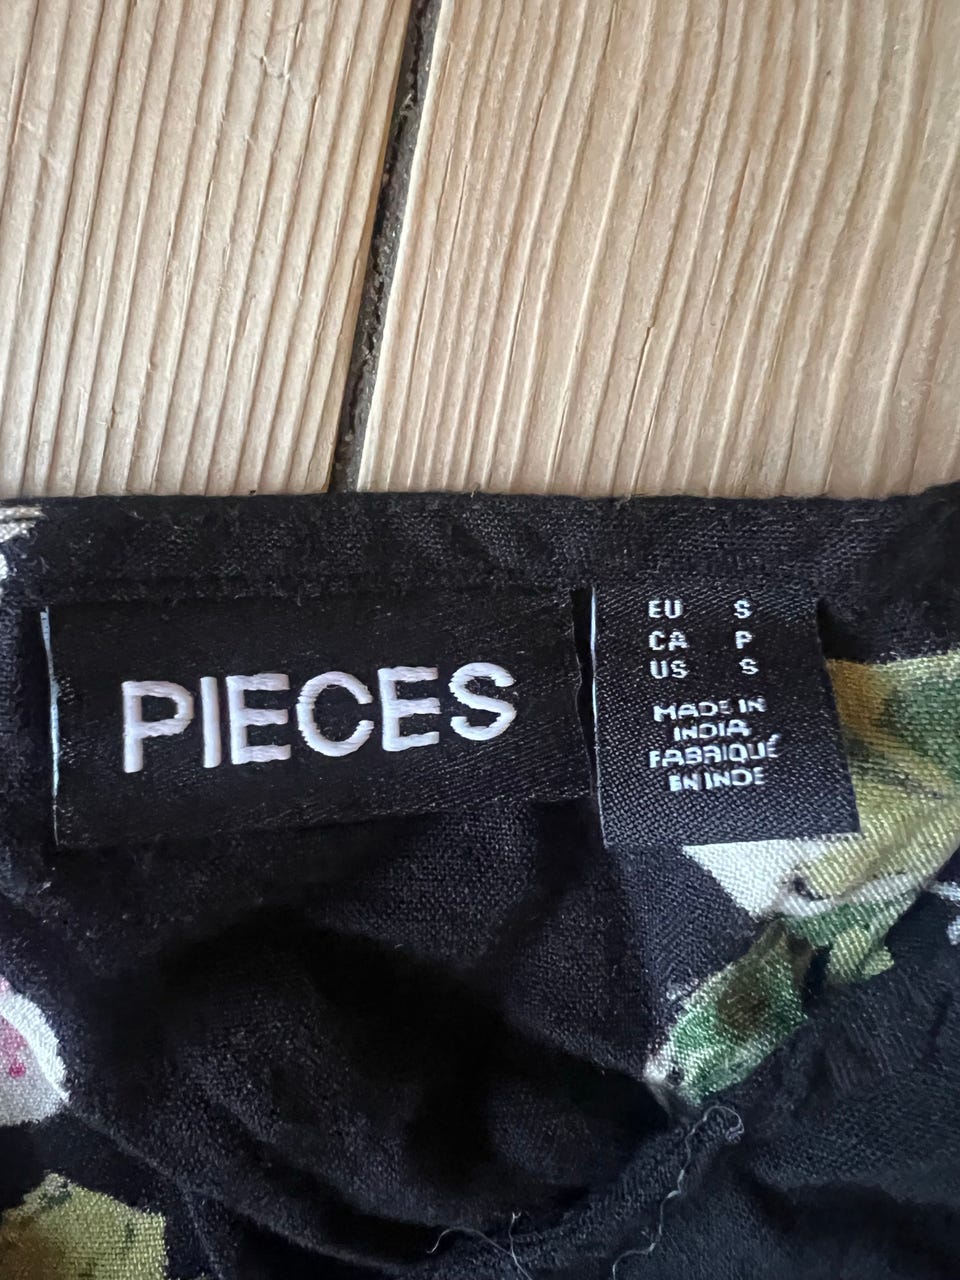 PIECES
EU S
CA P
US S
MADE IN
INDIA
FABRIQUÉ
EN INDE